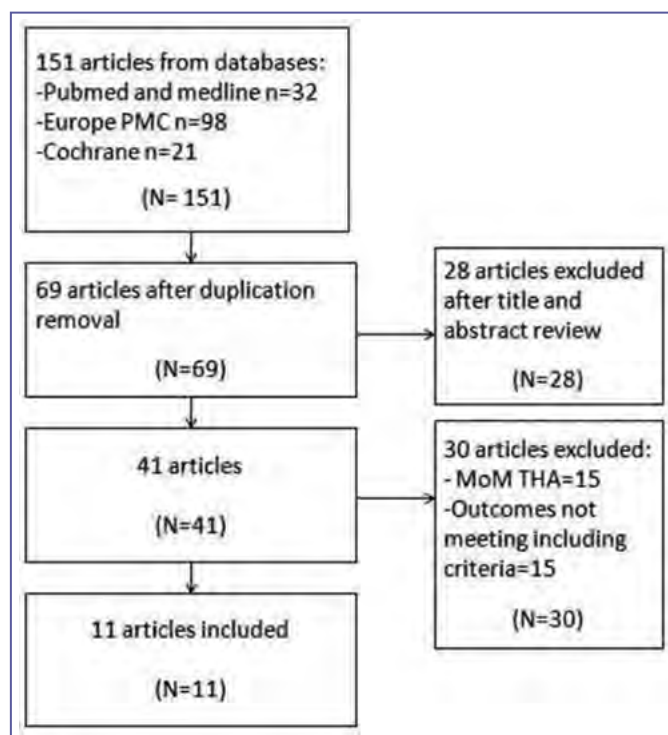 151 articles from databases:
-Pubmed and medline n=32
-Europe PMC n=98
-Cochrane n=21
(N= 151)
69 articles after duplication
removal
(N=69)
28 articles excluded
after title and
abstract review
(N=28)
41 articles
(N=41)
30 articles excluded:
- MoM THA=15
-Outcomes not
meeting including
criteria=15
(N=30)
11 articles included
(N=11)